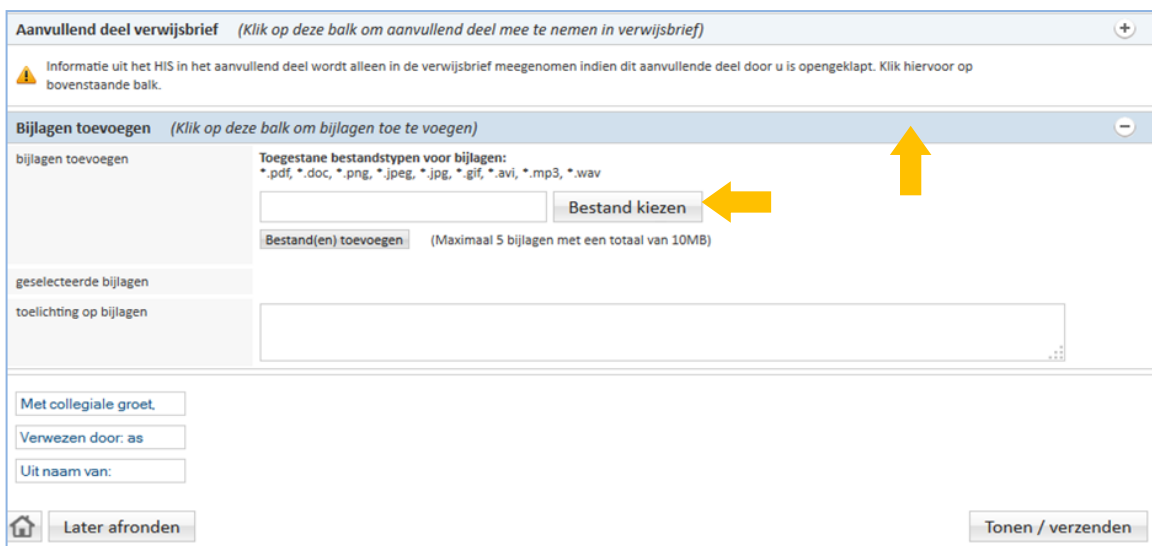 Aanvullend deel verwijsbrief (Klik op deze balk om aanvullend deel mee te nemen in verwijsbrief)
Informatie uit het HIS in het aanvullend deel wordt alleen in de verwijsbrief meegenomen indien dit aanvullende deel door u is opengeklapt. Klik hiervoor op
bovenstaande balk.
Bijlagen toevoegen (Klik op deze balk om bijlagen toe te voegen)
bijlagen toevoegen
Toegestane bestandstypen voor bijlagen:
*.pdf, *.doc, *.png, *.jpeg, *.jpg, *.gif, *.avi, *.mp3, *.wav
Bestand kiezen
Bestand(en) toevoegen (Maximaal 5 bijlagen met een totaal van 10MB)
geselecteerde bijlagen
toelichting op bijlagen
Met collegiale groet,
Verwezen door: as
Uit naam van:
Later afronden
Tonen / verzenden